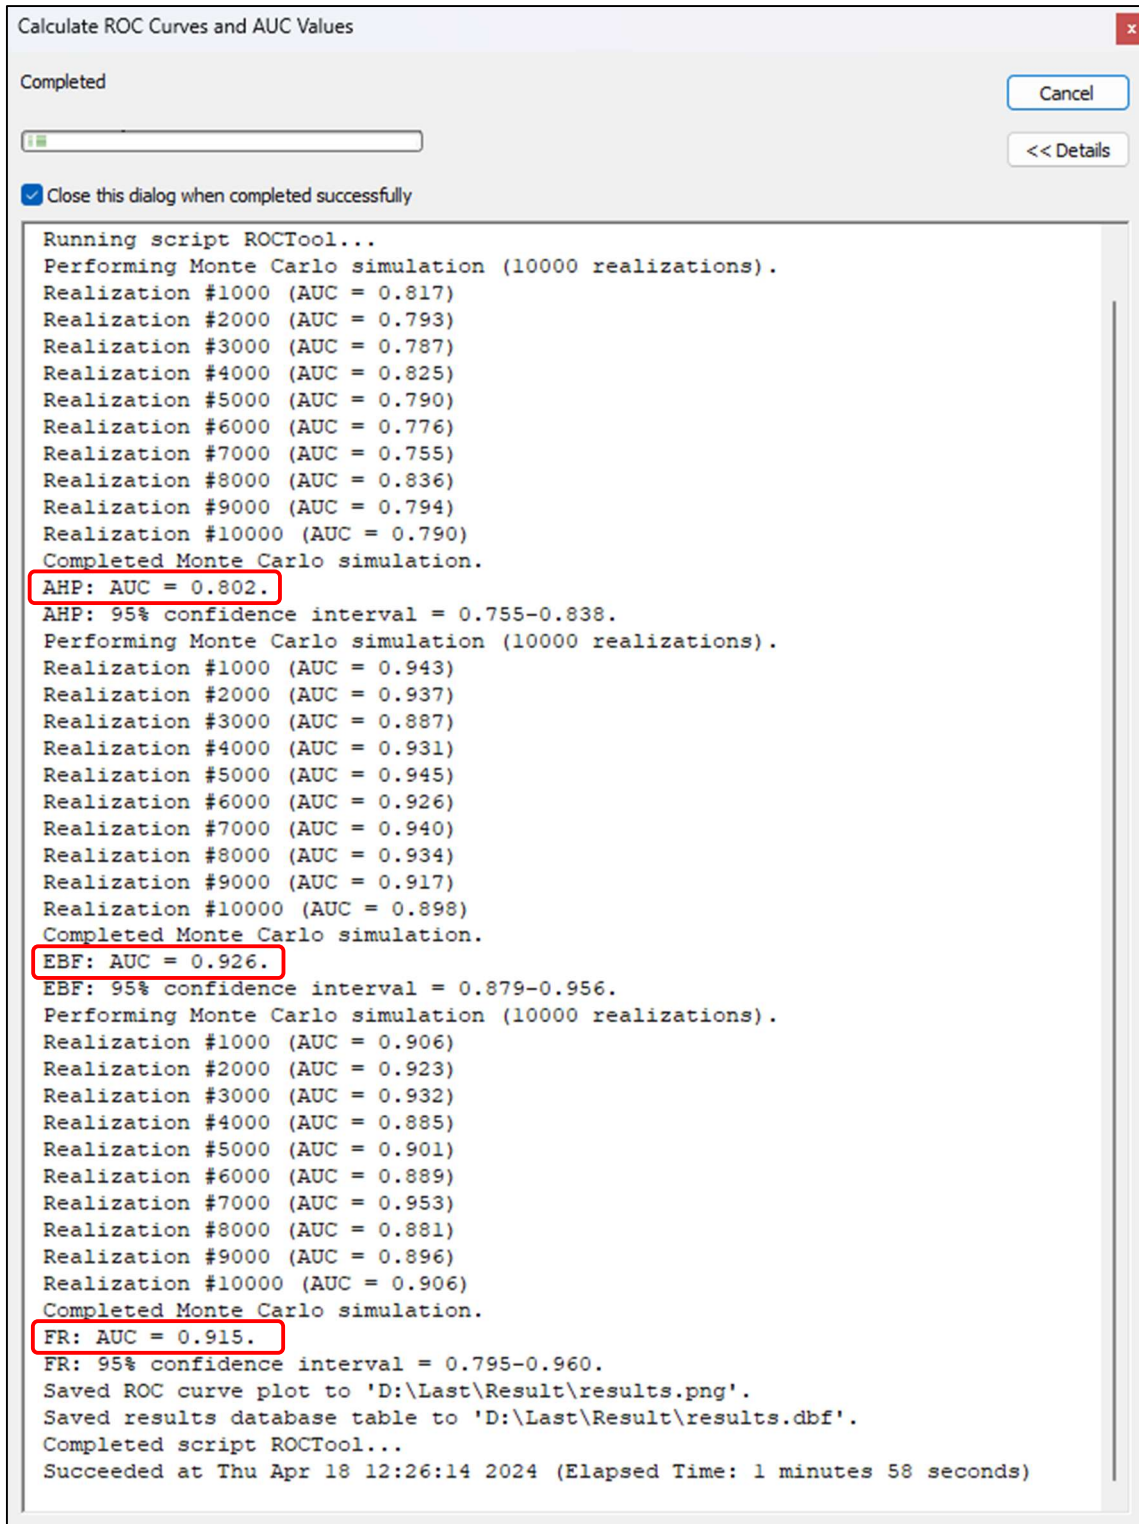 Calculate ROC Curves and AUC Values
x
Completed
Cancel
<< Details
Close this dialog when completed successfully
Running script ROCTool...
Performing Monte Carlo simulation (10000 realizations).
Realization #1000 (AUC = 0.817)
Realization #2000 (AUC = 0.793)
Realization #3000 (AUC = 0.787)
Realization #4000 (AUC = 0.825)
Realization #5000 (AUC = 0.790)
Realization #6000 (AUC = 0.776)
Realization #7000 (AUC = 0.755)
Realization #8000 (AUC = 0.836)
Realization #9000 (AUC = 0.794)
Realization #10000 (AUC = 0.790)
Completed Monte Carlo simulation.
AHP: AUC = 0.802.
AHP: 95% confidence interval = 0.755-0.838.
Performing Monte Carlo simulation (10000 realizations).
Realization #1000 (AUC = 0.943)
Realization #2000 (AUC = 0.937)
Realization #3000 (AUC = 0.887)
Realization #4000 (AUC = 0.931)
Realization #5000 (AUC = 0.945)
Realization #6000 (AUC = 0.926)
Realization #7000 (AUC = 0.940)
Realization #8000 (AUC = 0.934)
Realization #9000 (AUC = 0.917)
Realization #10000 (AUC = 0.898)
Completed Monte Carlo simulation.
EBF: AUC = 0.926.
EBF: 95% confidence interval = 0.879-0.956.
Performing Monte Carlo simulation (10000 realizations).
Realization #1000 (AUC = 0.906)
Realization #2000 (AUC = 0.923)
Realization #3000 (AUC = 0.932)
Realization #4000 (AUC = 0.885)
Realization #5000 (AUC = 0.901)
Realization #6000 (AUC = 0.889)
Realization #7000 (AUC = 0.953)
Realization #8000 (AUC = 0.881)
Realization #9000 (AUC = 0.896)
Realization #10000 (AUC = 0.906)
Completed Monte Carlo simulation.
FR: AUC = 0.915.
FR: 95% confidence interval = 0.795-0.960.
Saved ROC curve plot to 'D:\Last\Result\results.png'.
Saved results database table to 'D:\Last\Result\results.dbf'.
Completed script ROCTool...
Succeeded at Thu Apr 18 12:26:14 2024 (Elapsed Time: 1 minutes 58 seconds)